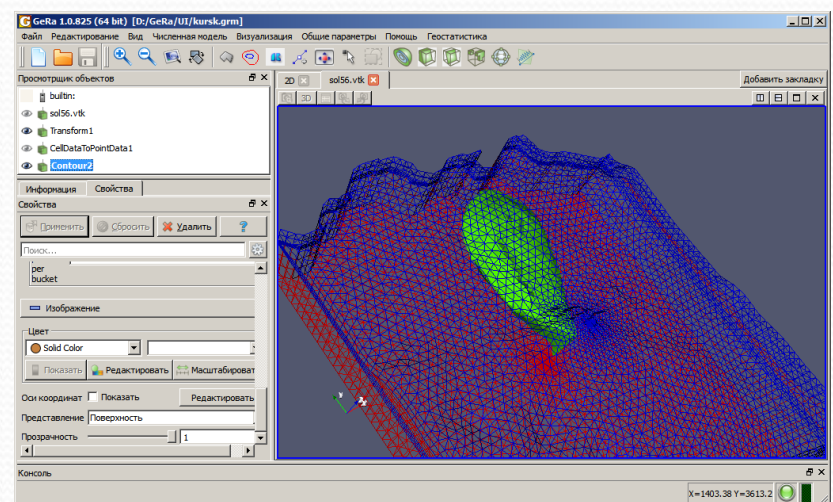 GeRa 1.0.825 (64 bit) [D:/GeRa/UI/kursk.grm]
Файл Редактирование Вид Численная модель Визуализация Общие параметры Помощь Геостатистика
Просмотрщик объектов
builtin:
sol56.vtk
Transform1
CellDataToPointData1
Contour2
Информация Свойства
Свойства
Применить Сбросить Удалить ?
Поиск...
per
bucket
Изображение
Цвет
Solid Color
Показать Редактировать Масштабироват
Оси координат Показать Редактировать
Представление Поверхность
Прозрачность 1
2D sol56.vtk Добавить закладку
3D
Консоль
X=1403.38 Y=3613.2